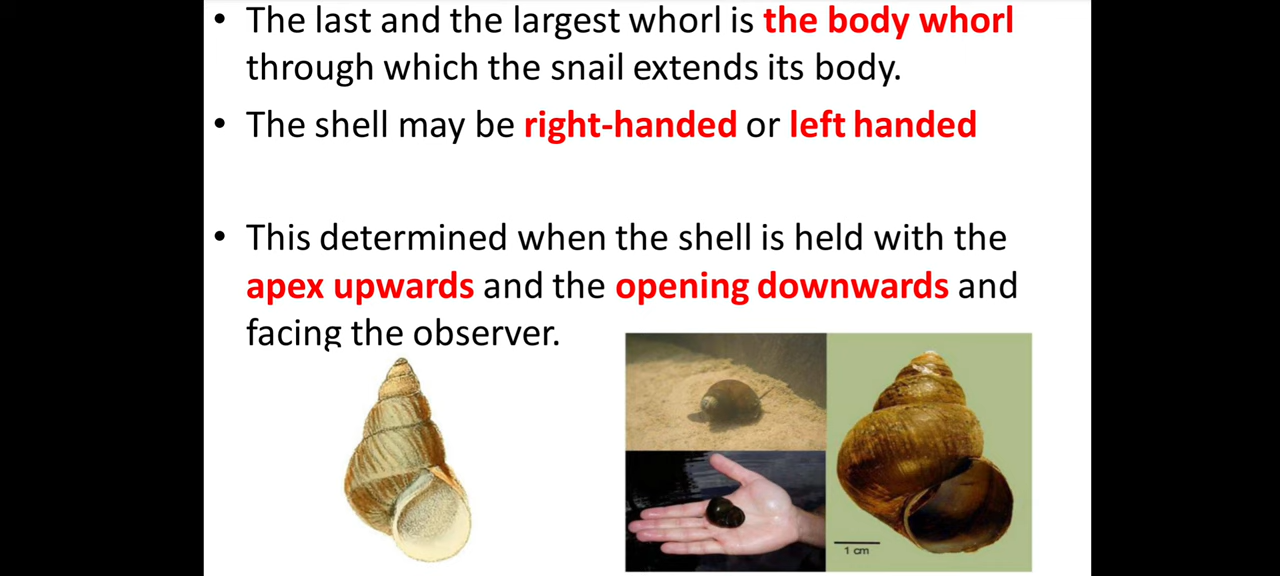 • The last and the largest whorl is the body whorl
through which the snail extends its body.
• The shell may be right-handed or left handed
• This determined when the shell is held with the
apex upwards and the opening downwards and
facing the observer.
1 cm